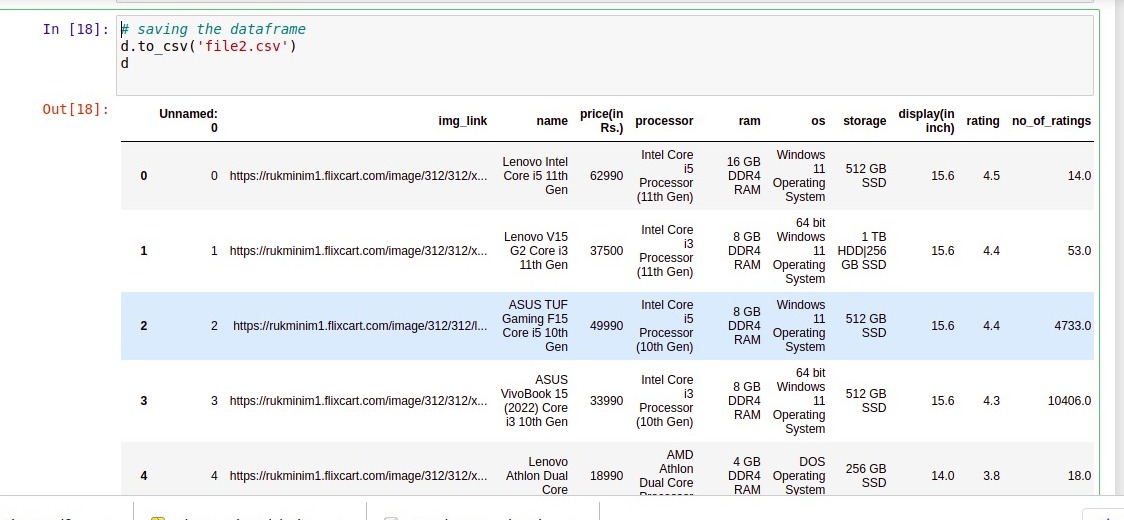 In [18]: # saving the dataframe
d.to_csv('file2.csv')
d
Out[18]:
Unnamed: 0 img_link name price(in Rs.) processor ram os storage display(in inch) rating no_of_ratings
0 0 https://rukminim1.flixcart.com/image/312/312/x... Lenovo Intel Core i5 11th Gen 62990 Intel Core i5 Processor (11th Gen) 16 GB DDR4 RAM Windows 11 Operating System 512 GB SSD 15.6 4.5 14.0
1 1 https://rukminim1.flixcart.com/image/312/312/x... Lenovo V15 G2 Core i3 11th Gen 37500 Intel Core i3 Processor (11th Gen) 8 GB DDR4 RAM 64 bit Windows 11 Operating System 1 TB HDD|256 GB SSD 15.6 4.4 53.0
2 2 https://rukminim1.flixcart.com/image/312/312/l... ASUS TUF Gaming F15 Core i5 10th Gen 49990 Intel Core i5 Processor (10th Gen) 8 GB DDR4 RAM Windows 11 Operating System 512 GB SSD 15.6 4.4 4733.0
3 3 https://rukminim1.flixcart.com/image/312/312/x... ASUS VivoBook 15 (2022) Core i3 10th Gen 33990 Intel Core i3 Processor (10th Gen) 8 GB DDR4 RAM 64 bit Windows 11 Operating System 512 GB SSD 15.6 4.3 10406.0
4 4 https://rukminim1.flixcart.com/image/312/312/x... Lenovo Athlon Dual Core 18990 AMD Athlon Dual Core 4 GB DDR4 RAM DOS Operating System 256 GB SSD 14.0 3.8 18.0